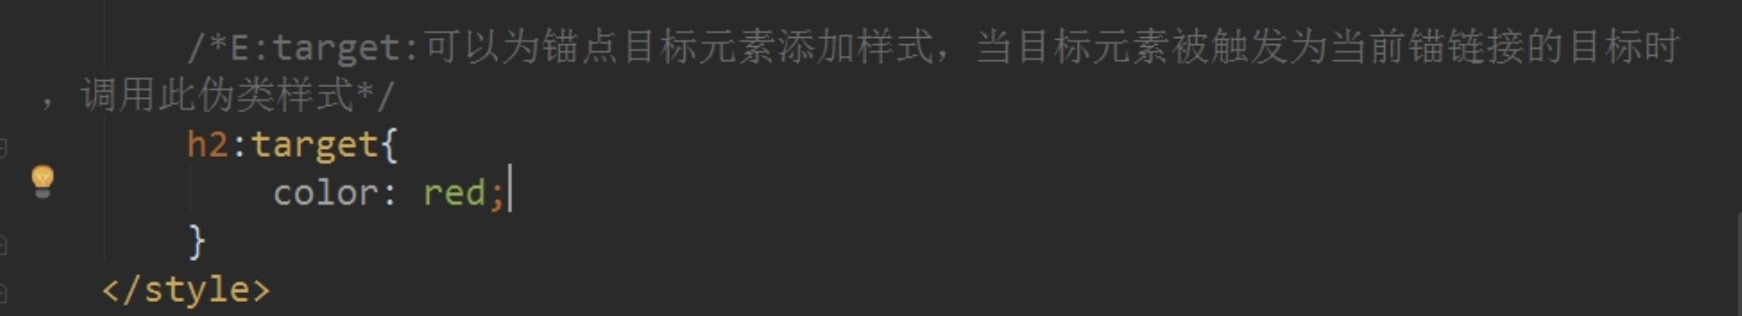 /*E:target:可以为锚点目标元素添加样式，当目标元素被触发为当前锚链接的目标时
，调用此伪类样式*/
h2:target{
color: red;
}
</style>